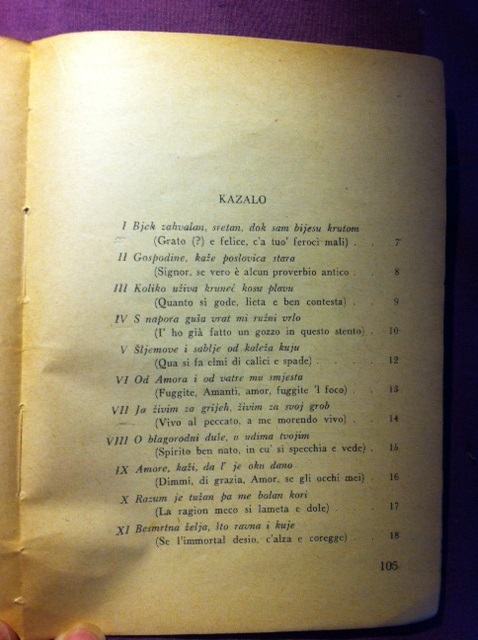 KAZALO
I Bjeh zahvalan, sretan, dok sam bijesu krutom
(Grato (?) e felice, c'a tuo' feroci mali) . . 7
II Gospodine, kaže poslovica stara
(Signor, se vero è alcun proverbio antico . 8
III Koliko uživa kruneć kosu plavu
(Quanto si gode, lieta e ben contesta) . . 9
IV S napora guša vrat mi ružni vrlo
(I' ho già fatto un gozzo in questo stento) . 10
V Šljemove i sablje od kaleža kuju
(Qua si fa elmi di calici e spade) . . . . 12
VI Od Amora i od vatre mu smjesta
(Fuggite, Amanti, amor, fuggite 'l foco) . 13
VII Ja živim za grijeh, živim za svoj grob
(Vivo al peccato, a me morendo vivo) . . 14
VIII O blagorodni duše, u udima tvojim
(Spirito ben nato, in cu' si specchia e vede) . 15
IX Amore, kaži, da l' je oku dano
(Dimmi, di grazia, Amor, se gli occhi mei) . 16
X Razum je tužan pa me bolan kori
(La ragion meco si lameta e dole) . . . 17
XI Besmrtna želja, što ravna i kuje
(Se l'immortal desio, c'alza e coregge) . . 18
105